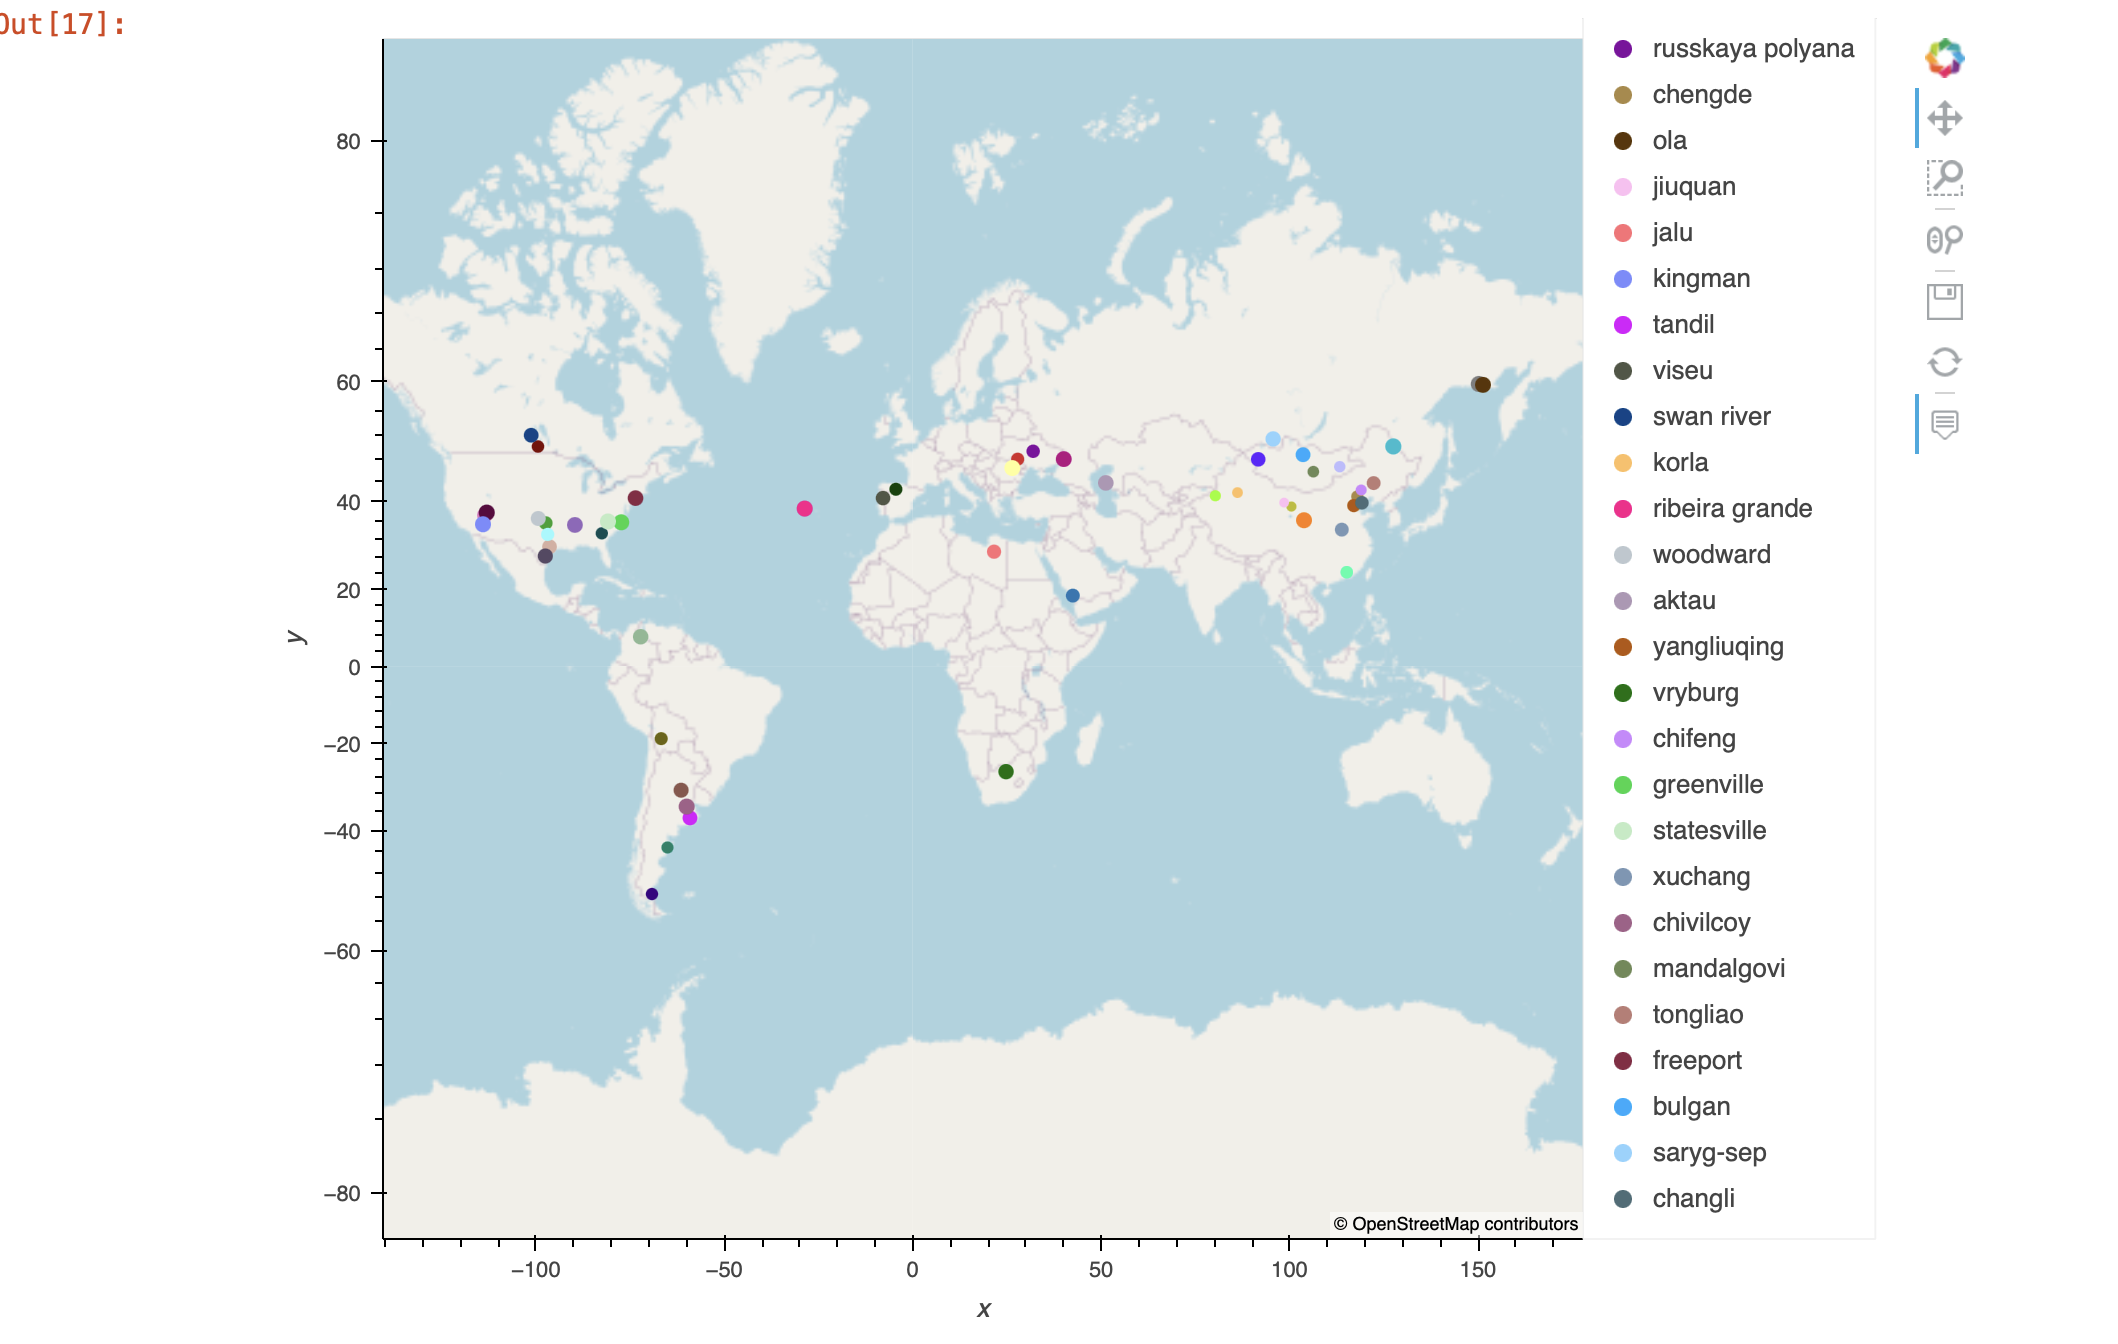 Out[17]:
russkaya polyana
chengde
ola
jiuquan
jalu
kingman
tandil
viseu
swan river
korla
ribeira grande
woodward
aktau
yangliuqing
vryburg
chifeng
greenville
statesville
xuchang
chivilcoy
mandalgovi
tongliao
freeport
bulgan
saryg-sep
changli
80
60
40
20
0
−20
−40
−60
−80
y
© OpenStreetMap contributors
−100 −50 0 50 100 150
x